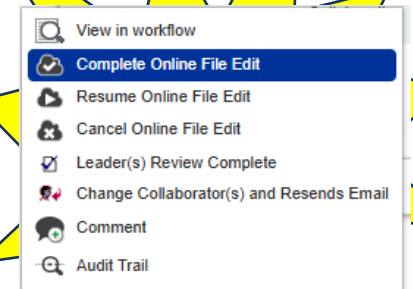 View in workflow
Complete Online File Edit
Resume Online File Edit
Cancel Online File Edit
Leader(s) Review Complete
Change Collaborator(s) and Resends Email
Comment
Audit Trail